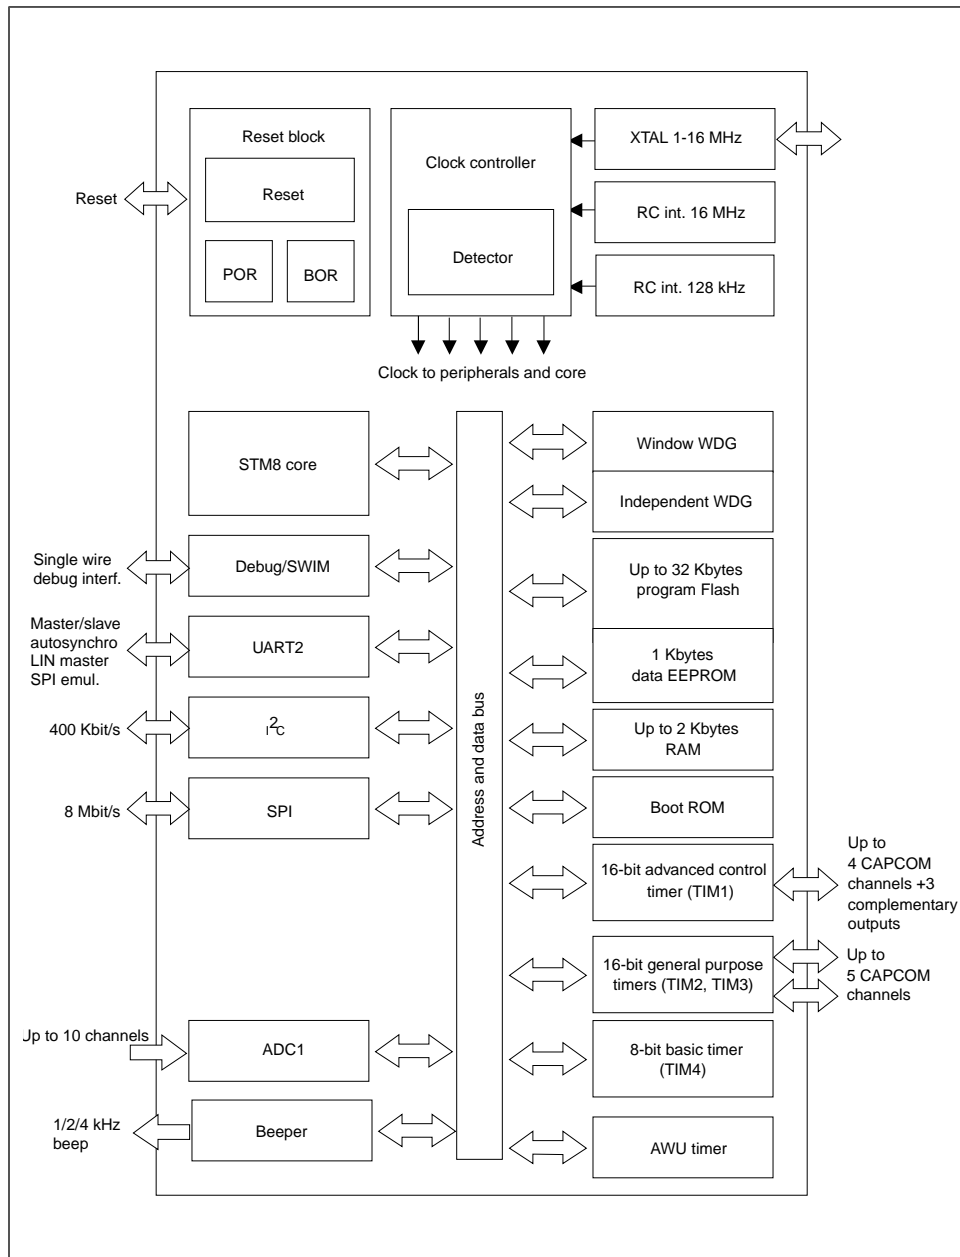 Reset block
Reset
POR
BOR
Reset
Clock controller
Detector
XTAL 1-16 MHz
RC int. 16 MHz
RC int. 128 kHz
Clock to peripherals and core
STM8 core
Single wire
debug interf.
Debug/SWIM
Master/slave
autosynchro
LIN master
SPI emul.
UART2
400 Kbit/s
I2C
8 Mbit/s
SPI
Up to 10 channels
ADC1
1/2/4 kHz
beep
Beeper
Address and data bus
Window WDG
Independent WDG
Up to 32 Kbytes
program Flash
1 Kbytes
data EEPROM
Up to 2 Kbytes
RAM
Boot ROM
16-bit advanced control
timer (TIM1)
Up to
4 CAPCOM
channels +3
complementary
outputs
16-bit general purpose
timers (TIM2, TIM3)
Up to
5 CAPCOM
channels
8-bit basic timer
(TIM4)
AWU timer